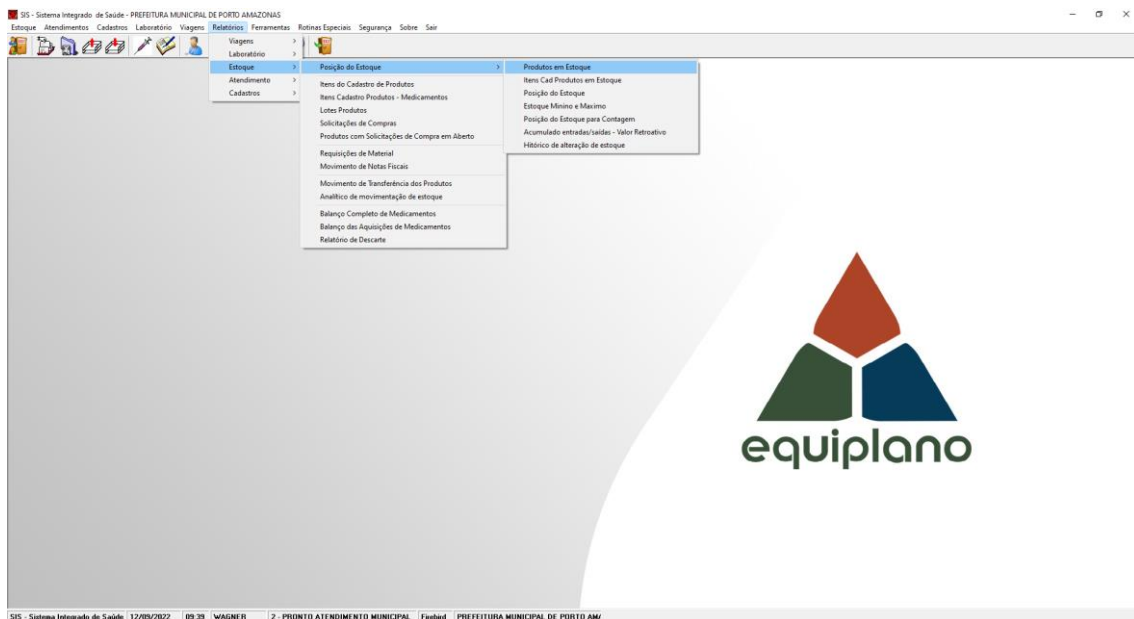 SIS - Sistema Integrado de Saúde - PREFEITURA MUNICIPAL DE PORTO AMAZONAS
Estoque Atendimentos Cadastros Laboratório Viagens Relatórios Ferramentas Rotinas Especiais Segurança Sobre Sair
Viagens
Laboratório
Estoque
Atendimento
Cadastros
Posição do Estoque
Itens do Cadastro de Produtos
Itens Cadastro Produtos - Medicamentos
Lotes Produtos
Solicitações de Compras
Produtos com Solicitações de Compra em Aberto
Requisições de Material
Movimento de Notas Fiscais
Movimento de Transferência dos Produtos
Analítico de movimentação de estoque
Balanço Completo de Medicamentos
Balanço das Aquisições de Medicamentos
Relatório de Descarte
Produtos em Estoque
Itens Cad Produtos em Estoque
Posição do Estoque
Estoque Minino e Maximo
Posição do Estoque para Contagem
Acumulado entradas/saídas - Valor Retroativo
Hitórico de alteração de estoque
equiplano
SIS - Sistema Integrado de Saúde 12/09/2022 09:39 WAGNER 2 - PRONTO ATENDIMENTO MUNICIPAL Firebird PREFEITURA MUNICIPAL DE PORTO AM